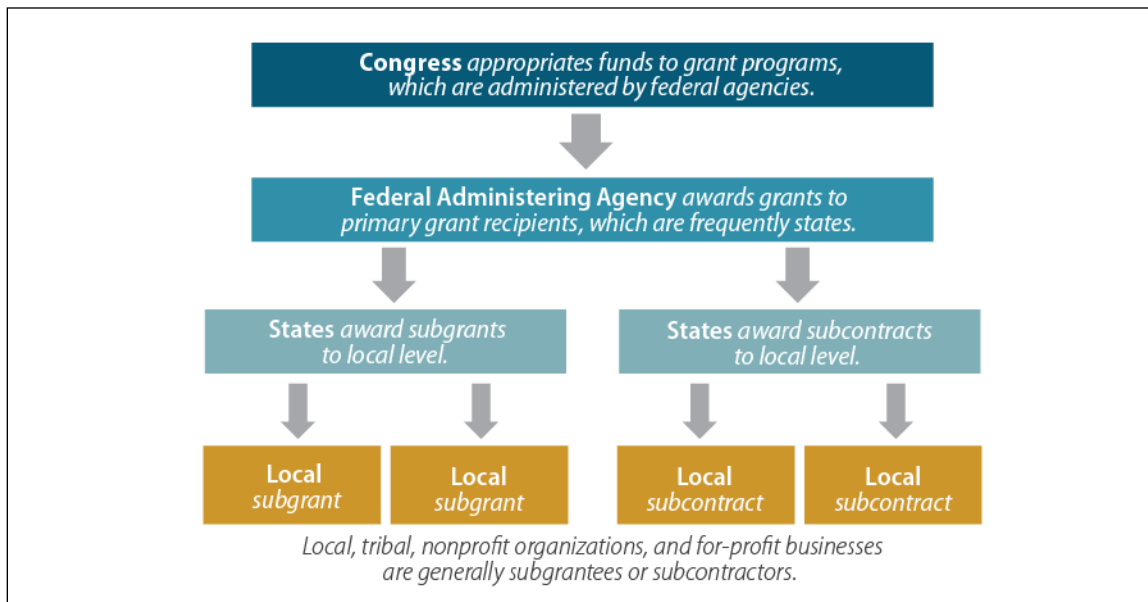 Congress appropriates funds to grant programs,
which are administered by federal agencies.
Federal Administering Agency awards grants to
primary grant recipients, which are frequently states.
States award subgrants
to local level.
States award subcontracts
to local level.
Local
subgrant
Local
subgrant
Local
subcontract
Local
subcontract
Local, tribal, nonprofit organizations, and for-profit businesses
are generally subgrantees or subcontractors.